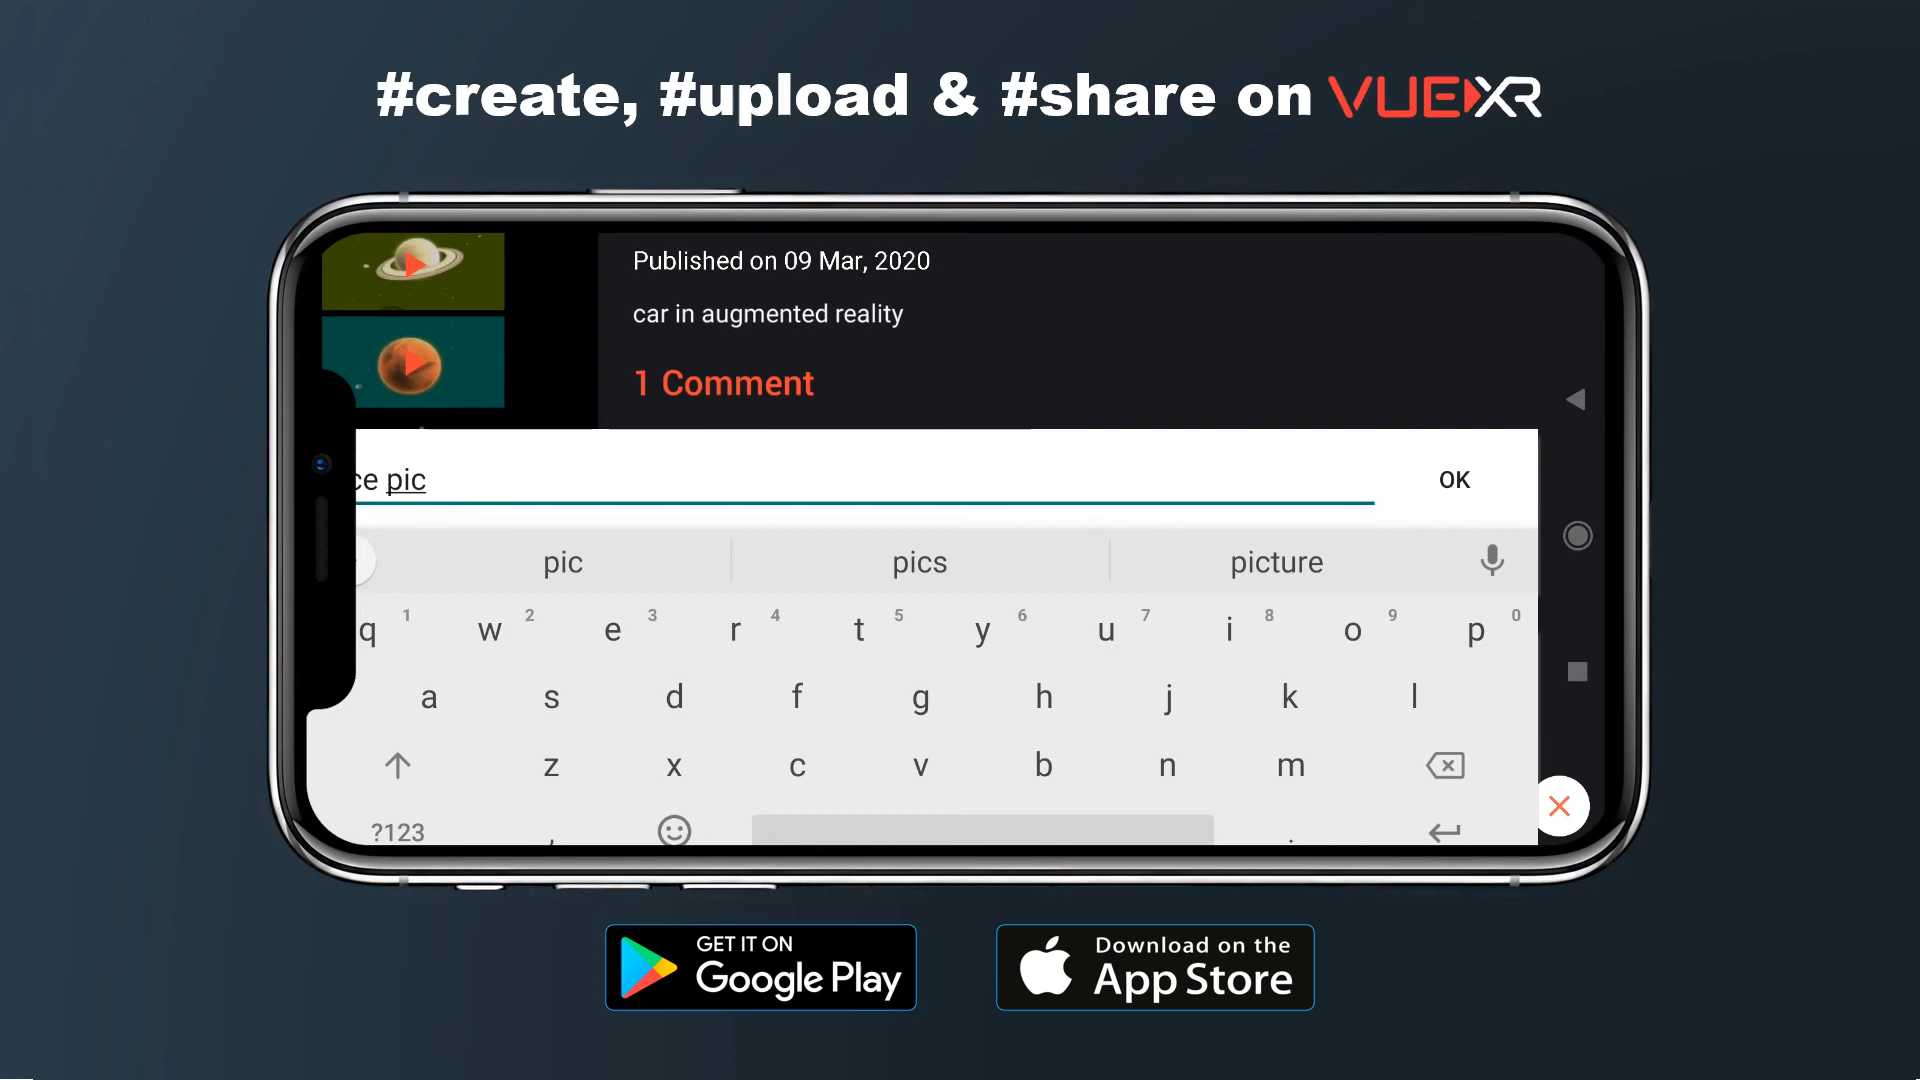 #create, #upload & #share on VUEXR
Published on 09 Mar, 2020
car in augmented reality
1 Comment
ce pic
OK
pic pics picture
q 1 w 2 e 3 r 4 t 5 y 6 u 7 i 8 o 9 p 0
a s d f g h j k l
z x c v b n m
?123 , .
GET IT ON
Google Play
Download on the
App Store